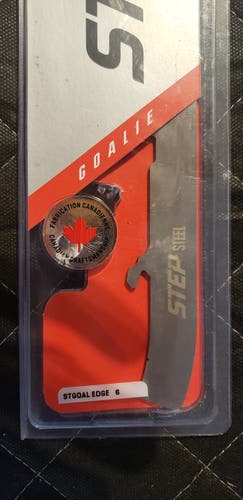 ST
GOALIE
FABRICATION CANADIENNE
CANADIAN CRAFTSMANSHIP
STEP STEEL
STGOAL EDGE 6